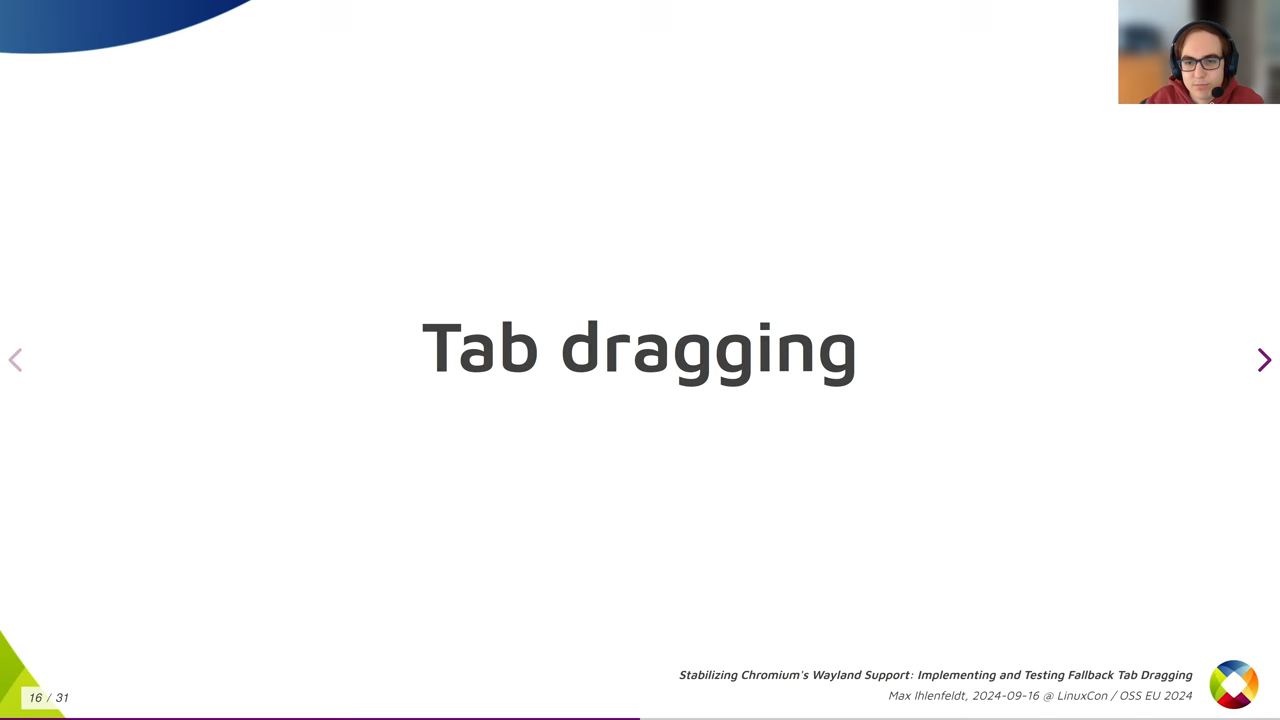 Tab dragging
Stabilizing Chromium's Wayland Support: Implementing and Testing Fallback Tab Dragging
Max Ihlenfeldt, 2024-09-16 @ LinuxCon / OSS EU 2024
16 / 31